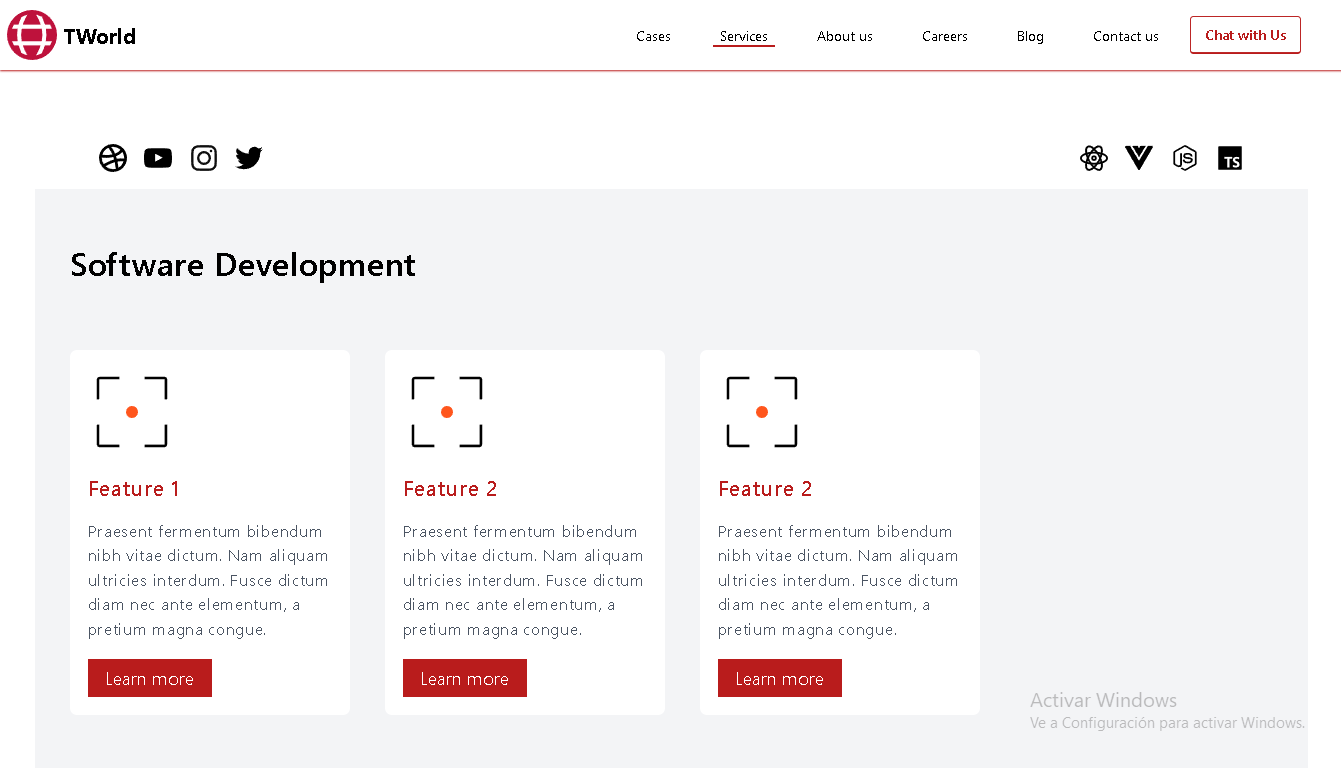 TWorld
Cases Services About us Careers Blog Contact us Chat with Us
JS TS
Software Development
Feature 1
Praesent fermentum bibendum
nibh vitae dictum. Nam aliquam
ultricies interdum. Fusce dictum
diam nec ante elementum, a
pretium magna congue.
Learn more
Feature 2
Praesent fermentum bibendum
nibh vitae dictum. Nam aliquam
ultricies interdum. Fusce dictum
diam nec ante elementum, a
pretium magna congue.
Learn more
Feature 2
Praesent fermentum bibendum
nibh vitae dictum. Nam aliquam
ultricies interdum. Fusce dictum
diam nec ante elementum, a
pretium magna congue.
Learn more
Activar Windows
Ve a Configuración para activar Windows.